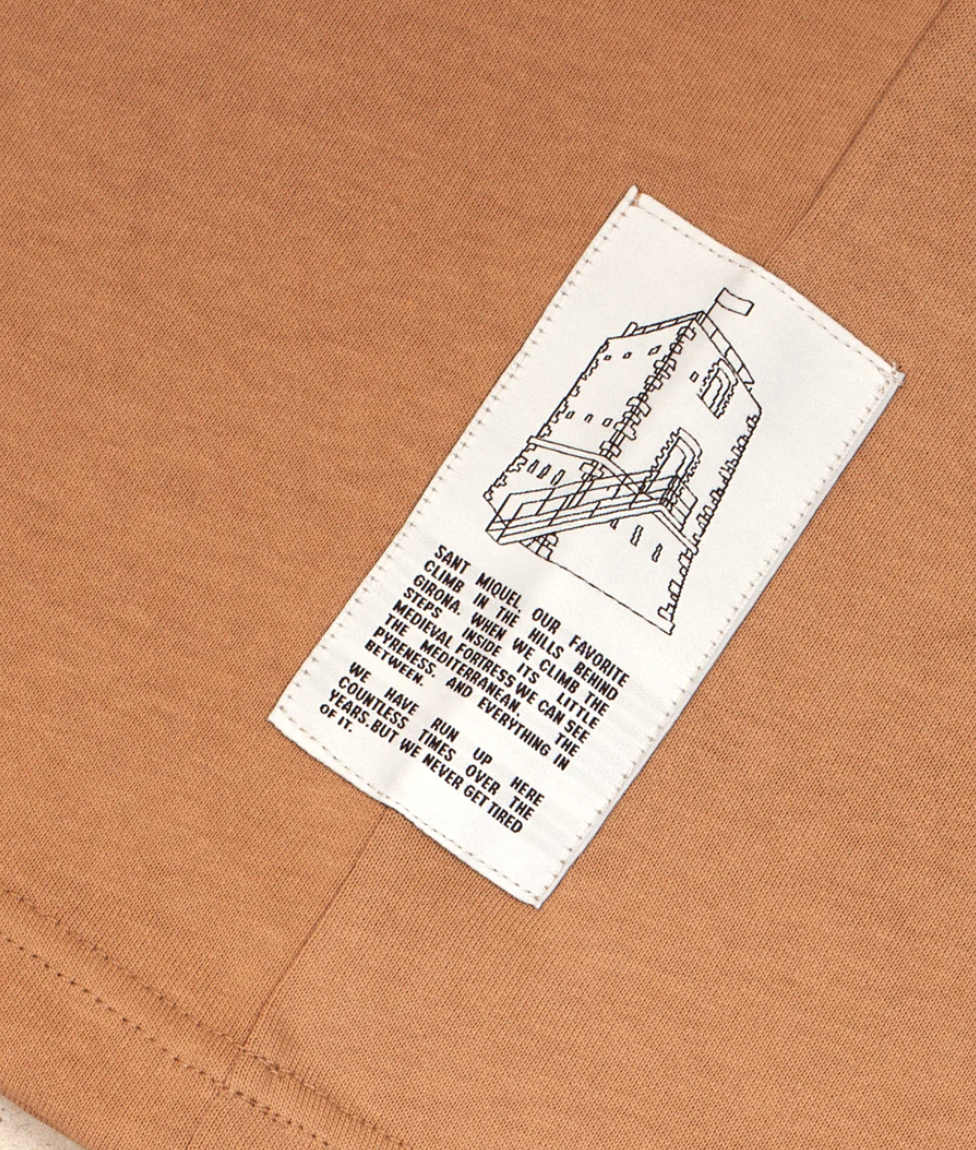 SANT MIQUEL, OUR FAVORITE
CLIMB IN THE HILLS BEHIND
GIRONA. WHEN WE CLIMB THE
STEPS INSIDE ITS LITTLE
MEDIEVAL FORTRESS WE CAN SEE
THE MEDITERRANEAN, THE
PYRENESS, AND EVERYTHING IN
BETWEEN.
WE HAVE RUN UP HERE
COUNTLESS TIMES OVER THE
YEARS, BUT WE NEVER GET TIRED
OF IT.